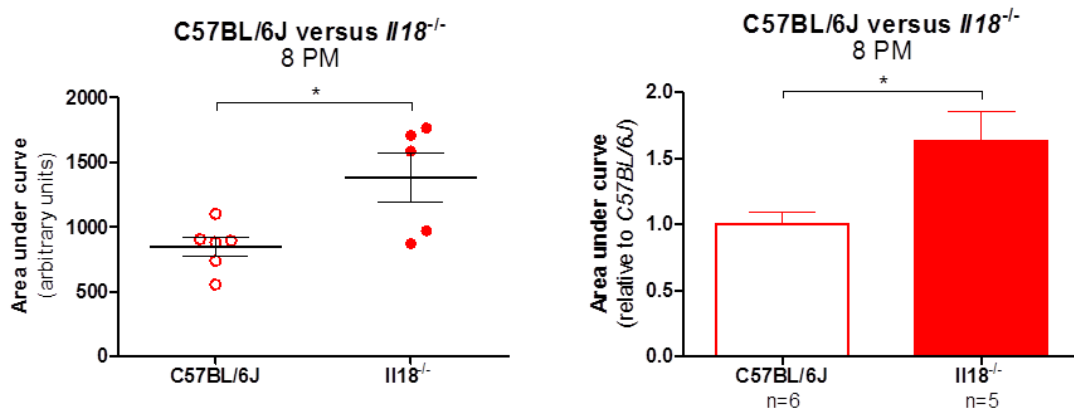 C57BL/6J versus Il18-/-
8 PM
*
Area under curve
(arbitrary units)
2000
1500
1000
500
0
C57BL/6J
Il18-/-
C57BL/6J versus Il18-/-
8 PM
*
Area under curve
(relative to C57BL/6J)
2.0
1.5
1.0
0.5
0.0
C57BL/6J
Il18-/-
n=6
n=5